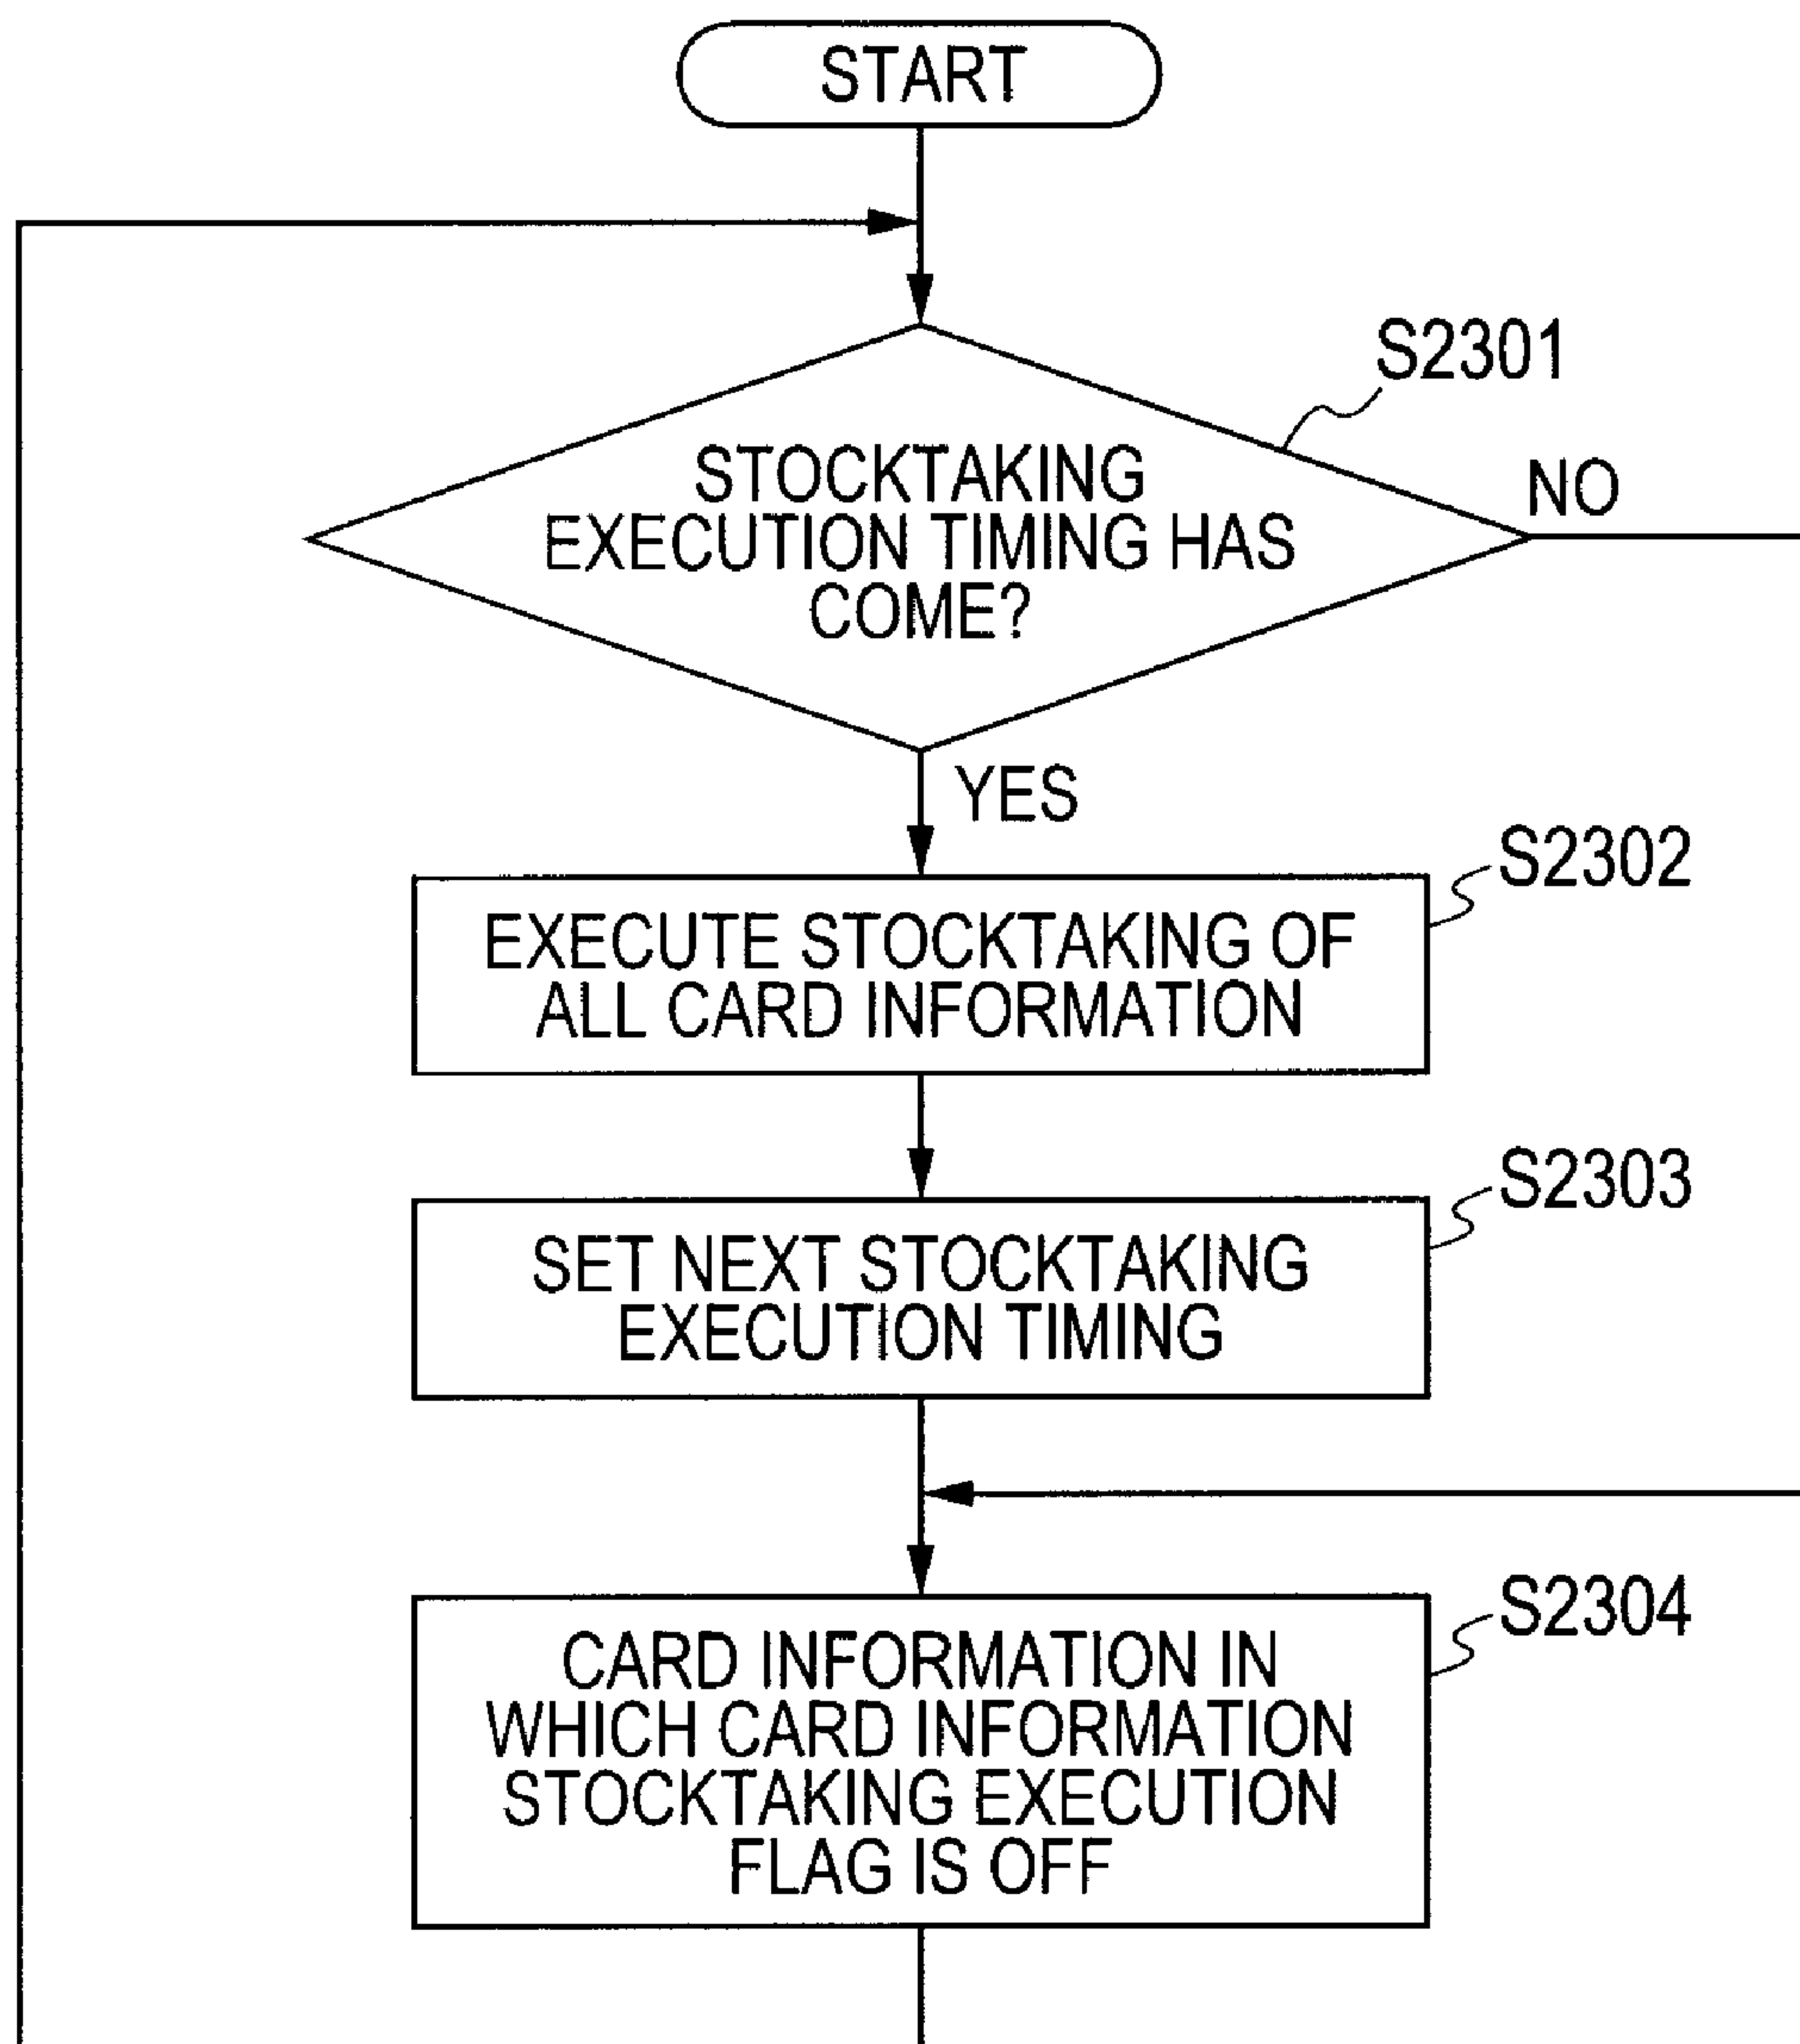 START
S2301
STOCKTAKING
EXECUTION TIMING HAS
COME?
NO
YES
S2302
EXECUTE STOCKTAKING OF
ALL CARD INFORMATION
S2303
SET NEXT STOCKTAKING
EXECUTION TIMING
S2304
CARD INFORMATION IN
WHICH CARD INFORMATION
STOCKTAKING EXECUTION
FLAG IS OFF